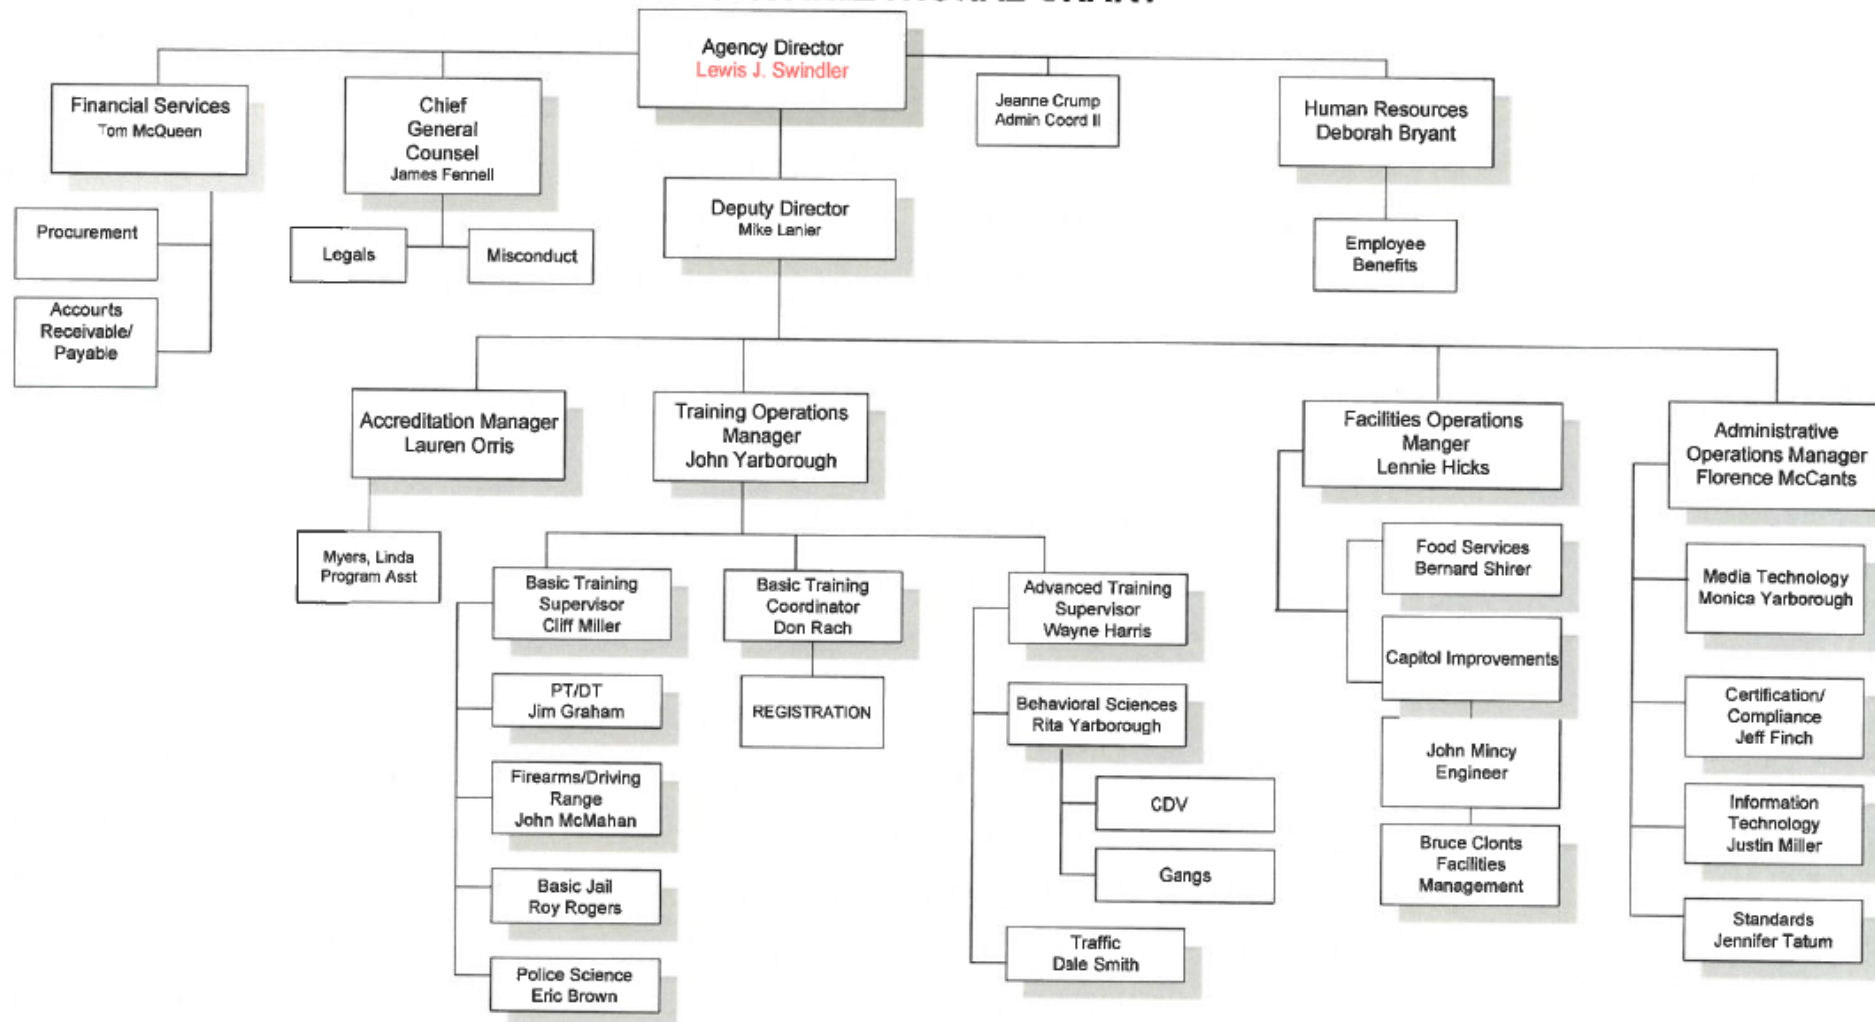 Agency Director
Lewis J. Swindler
Financial Services
Tom McQueen
Chief
General
Counsel
James Fennell
Jeanne Crump
Admin Coord II
Human Resources
Deborah Bryant
Deputy Director
Mike Lanier
Procurement
Legals
Misconduct
Employee
Benefits
Accounts
Receivable/
Payable
Accreditation Manager
Lauren Orris
Training Operations
Manager
John Yarborough
Facilities Operations
Manger
Lennie Hicks
Administrative
Operations Manager
Florence McCants
Myers, Linda
Program Asst
Basic Training
Supervisor
Cliff Miller
Basic Training
Coordinator
Don Rach
Advanced Training
Supervisor
Wayne Harris
Food Services
Bernard Shirer
Media Technology
Monica Yarborough
Capitol Improvements
PT/DT
Jim Graham
REGISTRATION
Behavioral Sciences
Rita Yarborough
Certification/
Compliance
Jeff Finch
John Mincy
Engineer
Firearms/Driving
Range
John McMahan
CDV
Information
Technology
Justin Miller
Bruce Clonts
Facilities
Management
Gangs
Basic Jail
Roy Rogers
Standards
Jennifer Tatum
Traffic
Dale Smith
Police Science
Eric Brown